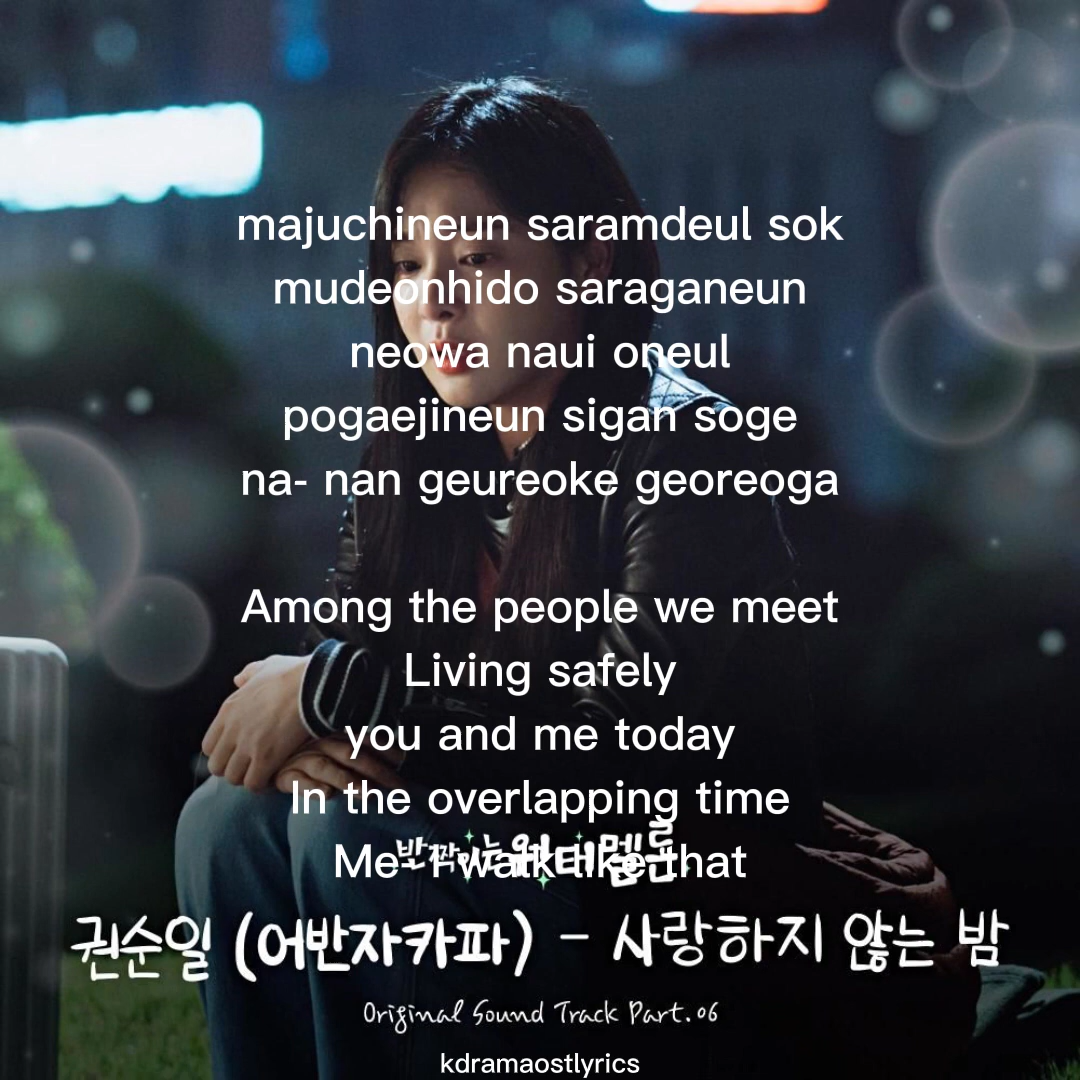 majuchineun saramdeul sok
mudeonhido saraganeun
neowa naui oneul
pogaejineun sigan soge
na- nan geureoke georeoga
Among the people we meet
Living safely
you and me today
In the overlapping time
Me- I walk like that
반짝이는 워터멜론
권순일 (어반자카파) - 사랑하지 않는 밤
Original Sound Track Part.06
kdramaostlyrics